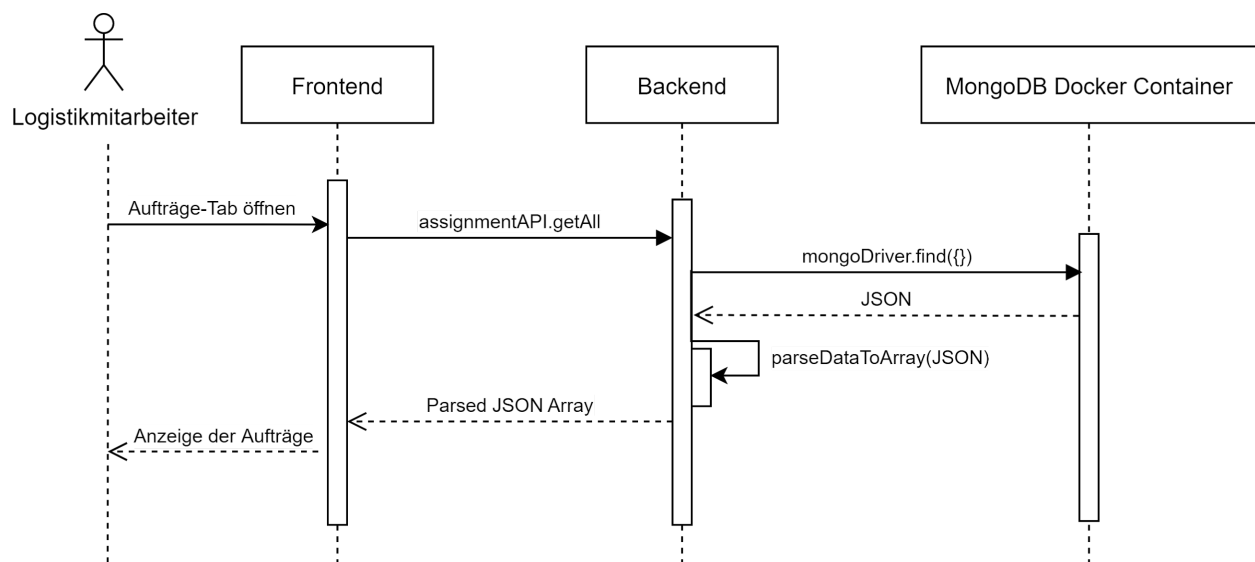 Logistikmitarbeiter
Frontend
Backend
MongoDB Docker Container
Aufträge-Tab öffnen
assignmentAPI.getAll
mongoDriver.find({})
JSON
parseDataToArray(JSON)
Parsed JSON Array
Anzeige der Aufträge